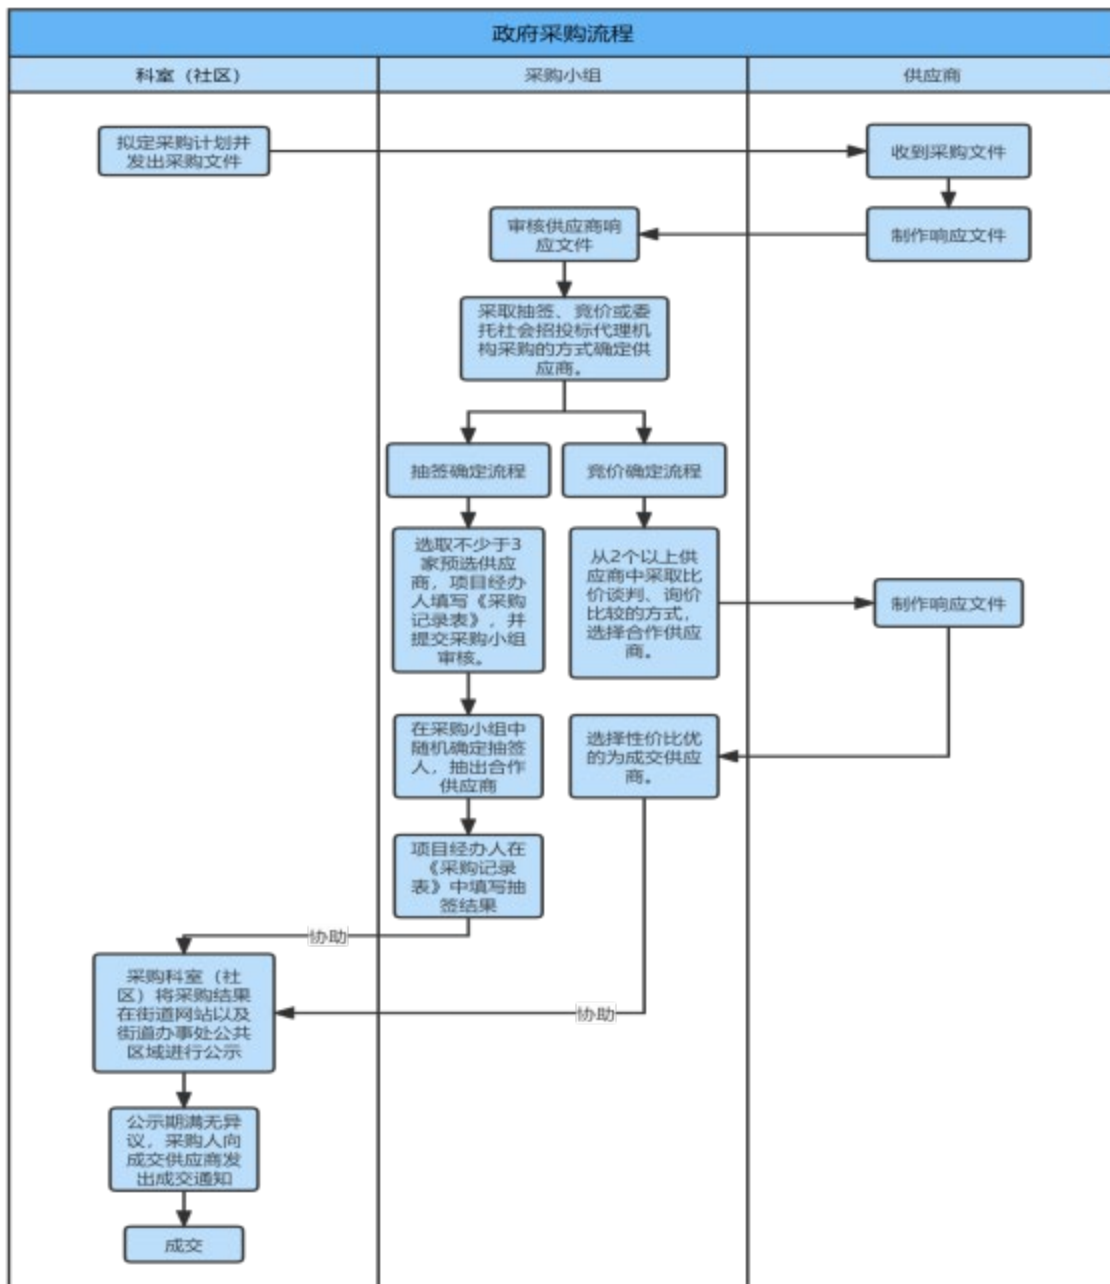 政府采购流程
科室（社区）
采购小组
供应商
拟定采购计划并
发出采购文件
收到采购文件
审核供应商响
应文件
制作响应文件
采取抽签、竞价或委
托社会招投标代理机
构采购的方式确定供
应商。
抽签确定流程
竞价确定流程
选取不少于3
家预选供应
商，项目经办
人填写《采购
记录表》，并
提交采购小组
审核。
从2个以上供
应商中采取比
价谈判、询价
比较的方式，
选择合作供应
商。
制作响应文件
在采购小组中
随机确定抽签
人，抽出合作
供应商
选择性价比优
的为成交供应
商。
项目经办人在
《采购记录
表》中填写抽
签结果
协助
采购科室（社
区）将采购结果
在街道网站以及
街道办事处公共
区域进行公示
协助
公示期满无异
议，采购人向
成交供应商发
出成交通知
成交